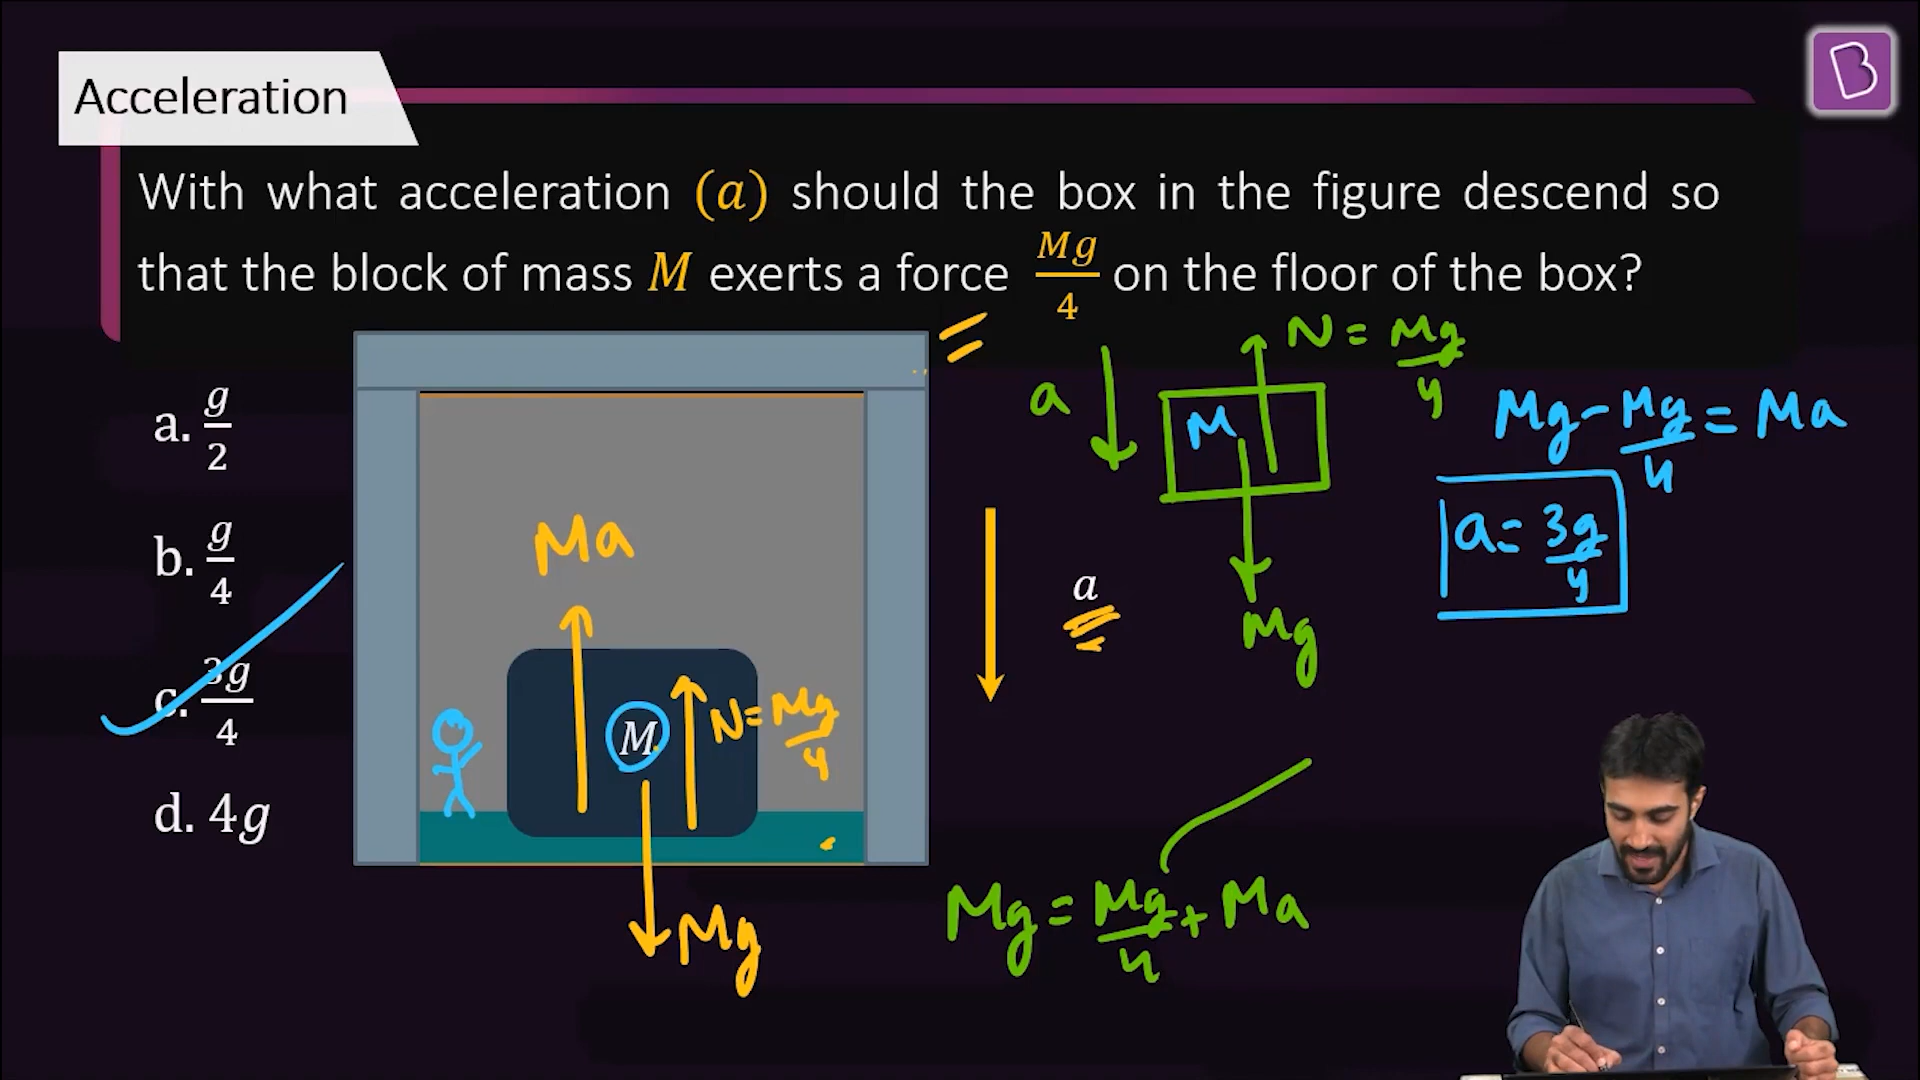 B
Acceleration
With what acceleration (a) should the box in the figure descend so
that the block of mass M exerts a force Mg/4 on the floor of the box?
a. g/2
b. g/4
c. 3g/4
d. 4g
Ma
M
N = Mg/4
Mg
a
a
N = Mg/4
M
Mg
Mg - Mg/4 = Ma
a = 3g/4
Mg = Mg/4 + Ma